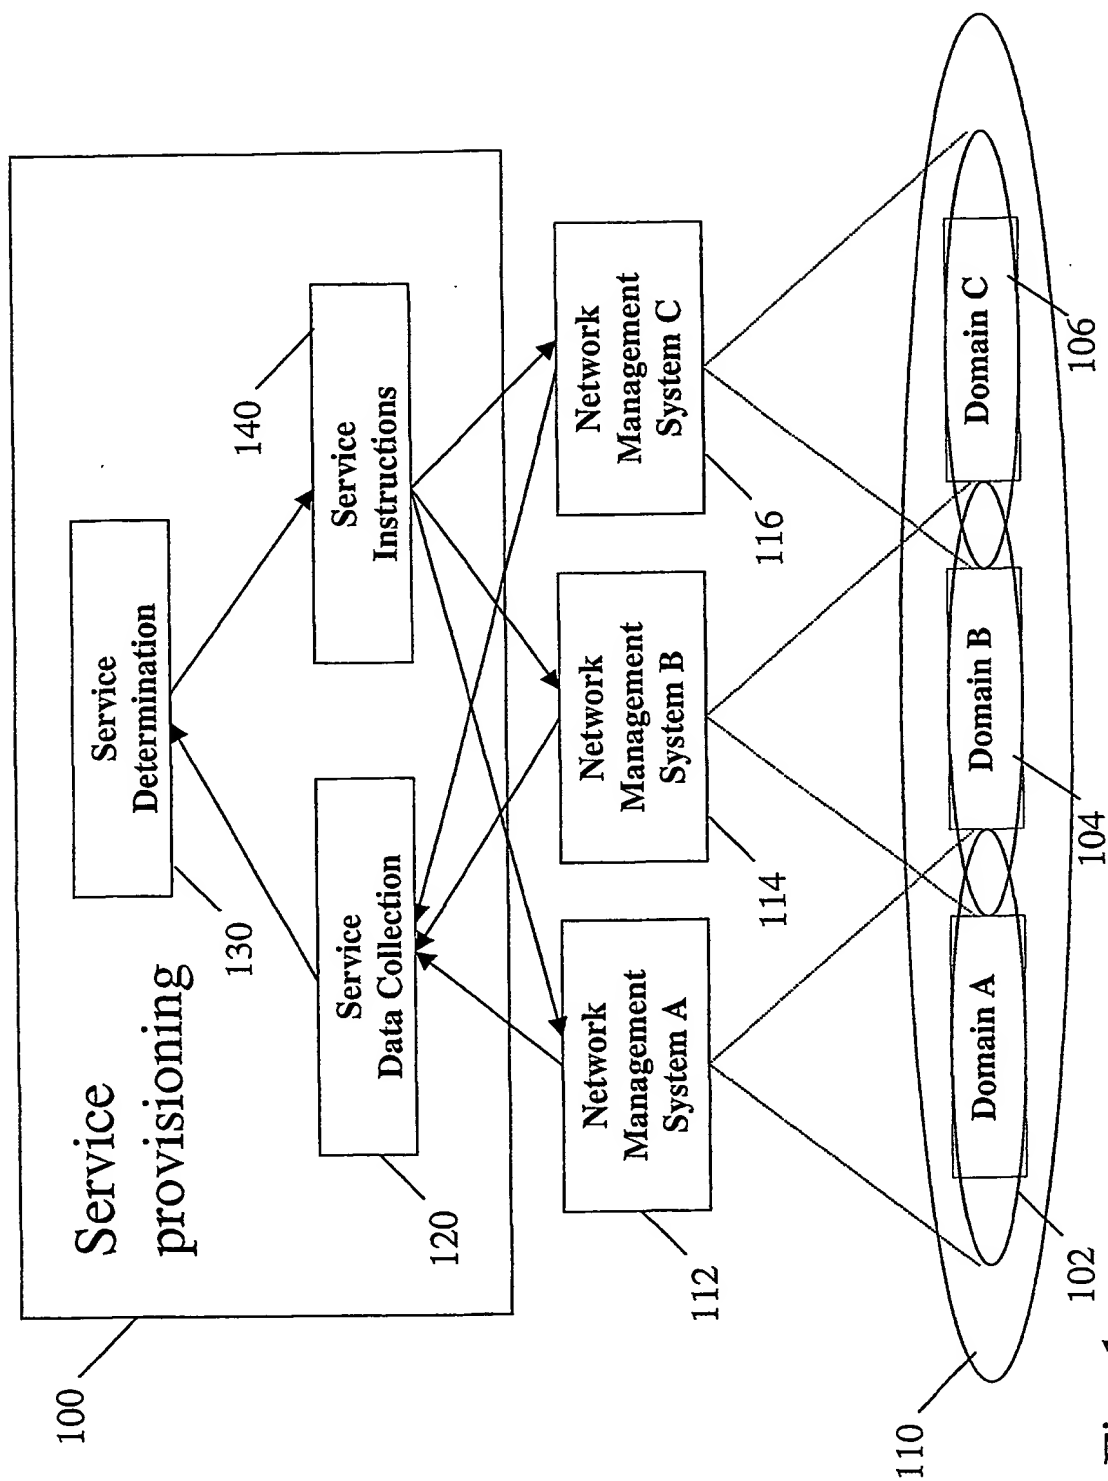 100
Service
provisioning
130
Service
Determination
140
120
Service
Data Collection
Service
Instructions
112
Network
Management
System A
114
Network
Management
System B
116
Network
Management
System C
110
102
Domain A
104
Domain B
106
Domain C